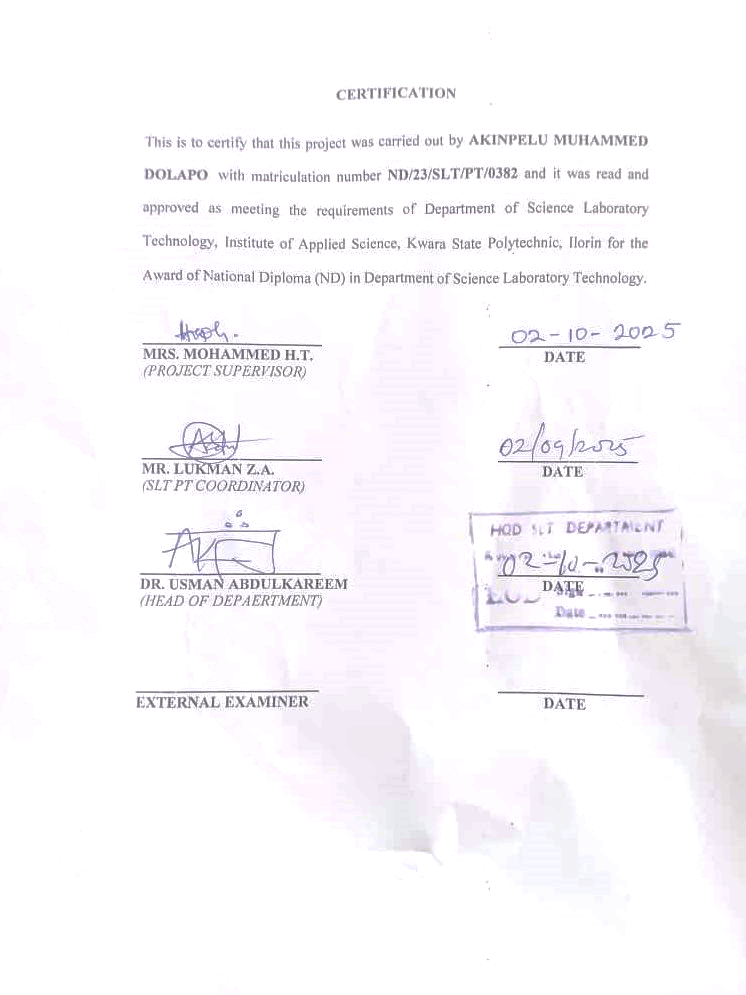 CERTIFICATION
This is to certify that this project was carried out by AKINPELU MUHAMMED
DOLAPO with matriculation number ND/23/SLT/PT/0382 and it was read and
approved as meeting the requirements of Department of Science Laboratory
Technology, Institute of Applied Science, Kwara State Polytechnic, Ilorin for the
Award of National Diploma (ND) in Department of Science Laboratory Technology.
02-10-2025
MRS. MOHAMMED H.T. DATE
(PROJECT SUPERVISOR)
02/09/2025
MR. LUKMAN Z.A. DATE
(SLT PT COORDINATOR)
HOD SLT DEPARTMENT
02-10-2025
DR. USMAN ABDULKAREEM DATE
(HEAD OF DEPAERTMENT)
Date
EXTERNAL EXAMINER DATE